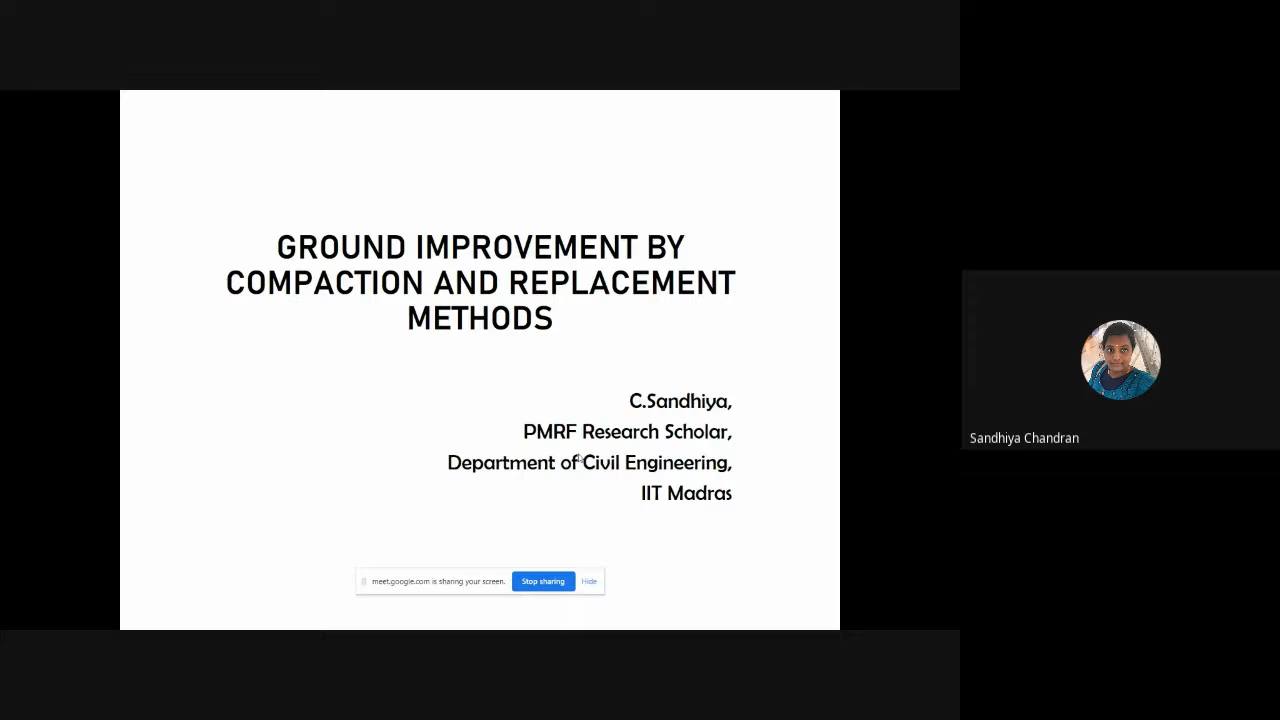 GROUND IMPROVEMENT BY
COMPACTION AND REPLACEMENT
METHODS
C.Sandhiya,
PMRF Research Scholar,
Department of Civil Engineering,
IIT Madras
meet.google.com is sharing your screen. Stop sharing Hide
Sandhiya Chandran